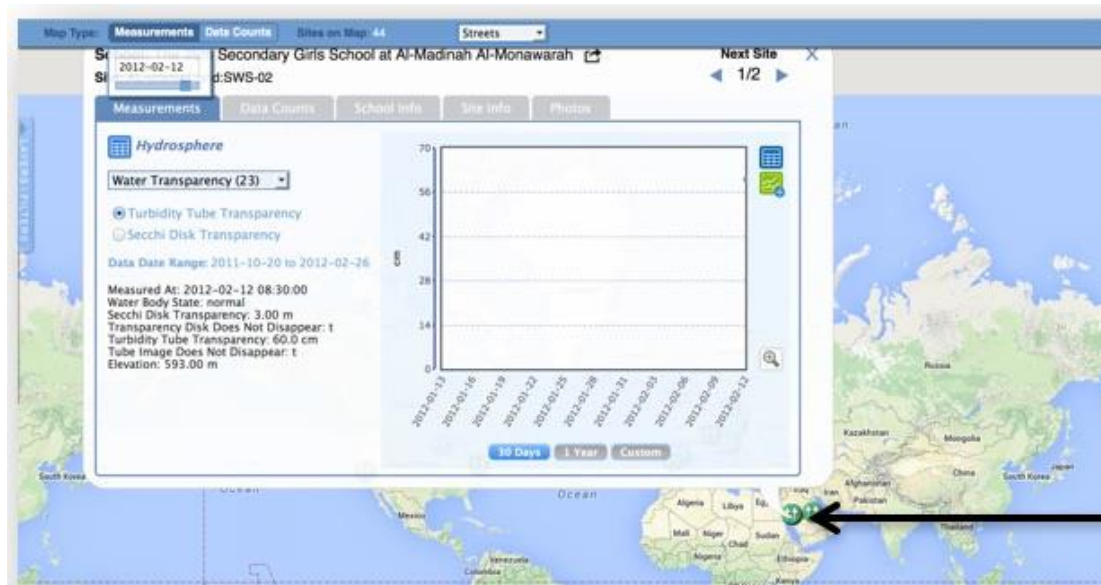 Map Type: Measurements Data Counts Sites on Map: 44 Streets
Secondary Girls School at Al-Madinah Al-Monawarah Next Site X
2012-02-12
:SWS-02 1/2
Measurements Data Counts School Info Site Info Photos
Hydrosphere
Water Transparency (23)
Turbidity Tube Transparency
Secchi Disk Transparency
Data Date Range: 2011-10-20 to 2012-02-26
Measured At: 2012-02-12 08:30:00
Water Body State: normal
Secchi Disk Transparency: 3.00 m
Transparency Disk Does Not Disappear: t
Turbidity Tube Transparency: 60.0 cm
Tube Image Does Not Disappear: t
Elevation: 593.00 m
70
56
42
28
14
0
cm
2012-01-13 2012-01-16 2012-01-19 2012-01-22 2012-01-25 2012-01-28 2012-01-31 2012-02-03 2012-02-06 2012-02-09 2012-02-12
30 Days 1 Year Custom
Russia
Kazakhstan
Mongolia
China
South Korea
Japan
Afghanistan
Pakistan
Iraq
Iran
Thailand
South Korea
Ocean
Ocean
Mexico
Venezuela
Colombia
Algeria
Libya
Mali
Niger
Chad
Sudan
Nigeria
Ethiopia
Kenya